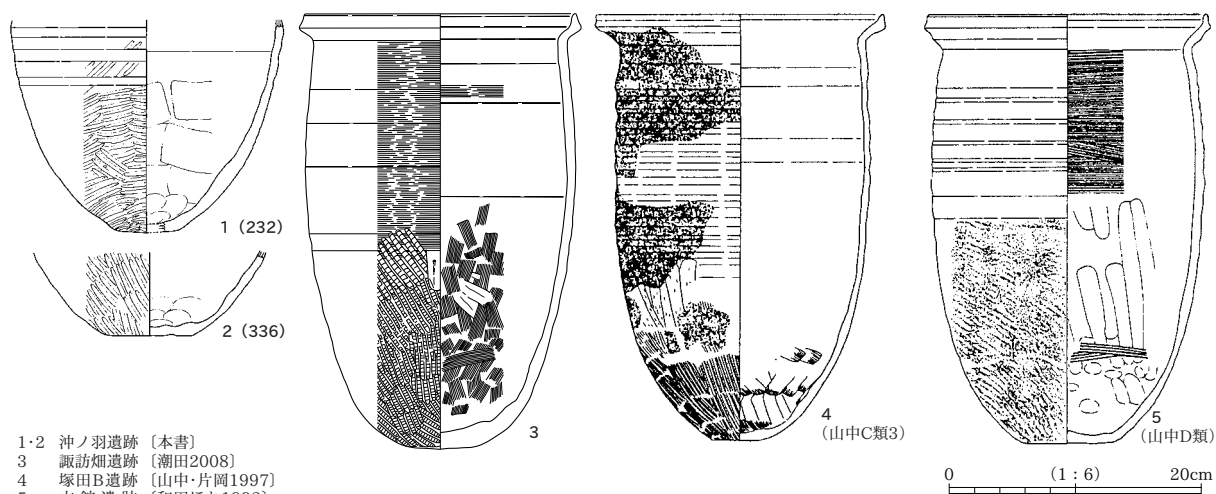 1（232）
2（336）
3
4
（山中C類3）
5
（山中D類）
1・2 沖ノ羽遺跡〔本書〕
3 諏訪畑遺跡〔潮田2008〕
4 塚田B遺跡〔山中・片岡1997〕
0 （1：6） 20cm